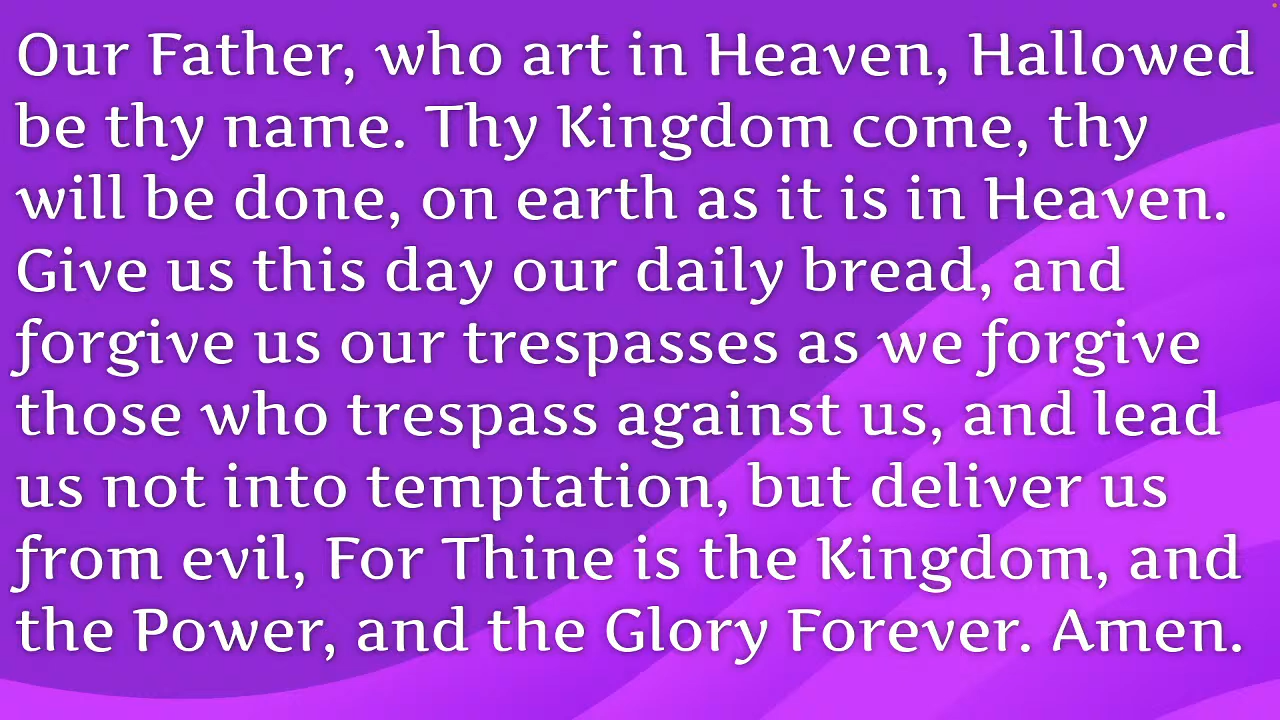 Our Father, who art in Heaven, Hallowed
be thy name. Thy Kingdom come, thy
will be done, on earth as it is in Heaven.
Give us this day our daily bread, and
forgive us our trespasses as we forgive
those who trespass against us, and lead
us not into temptation, but deliver us
from evil, For Thine is the Kingdom, and
the Power, and the Glory Forever. Amen.